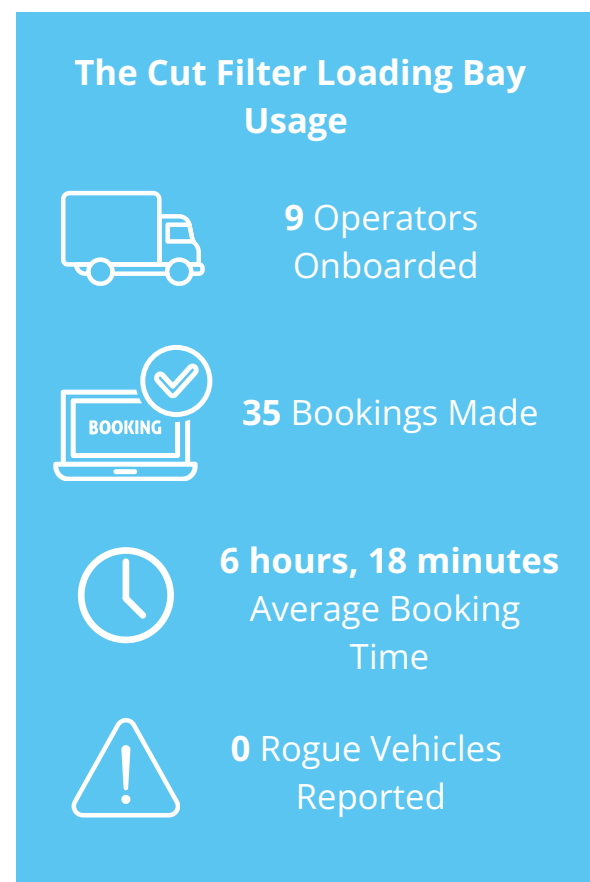 The Cut Filter Loading Bay
Usage
9 Operators
Onboarded
BOOKING
35 Bookings Made
6 hours, 18 minutes
Average Booking
Time
0 Rogue Vehicles
Reported